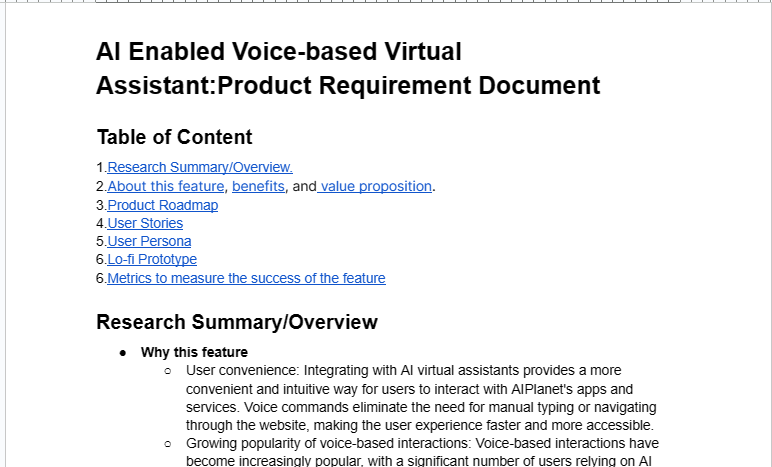 AI Enabled Voice-based Virtual
Assistant:Product Requirement Document
Table of Content
1.Research Summary/Overview.
2.About this feature, benefits, and value proposition.
3.Product Roadmap
4.User Stories
5.User Persona
6.Lo-fi Prototype
6.Metrics to measure the success of the feature
Research Summary/Overview
● Why this feature
○ User convenience: Integrating with AI virtual assistants provides a more
convenient and intuitive way for users to interact with AIPlanet's apps and
services. Voice commands eliminate the need for manual typing or navigating
through the website, making the user experience faster and more accessible.
○ Growing popularity of voice-based interactions: Voice-based interactions have
become increasingly popular, with a significant number of users relying on AI